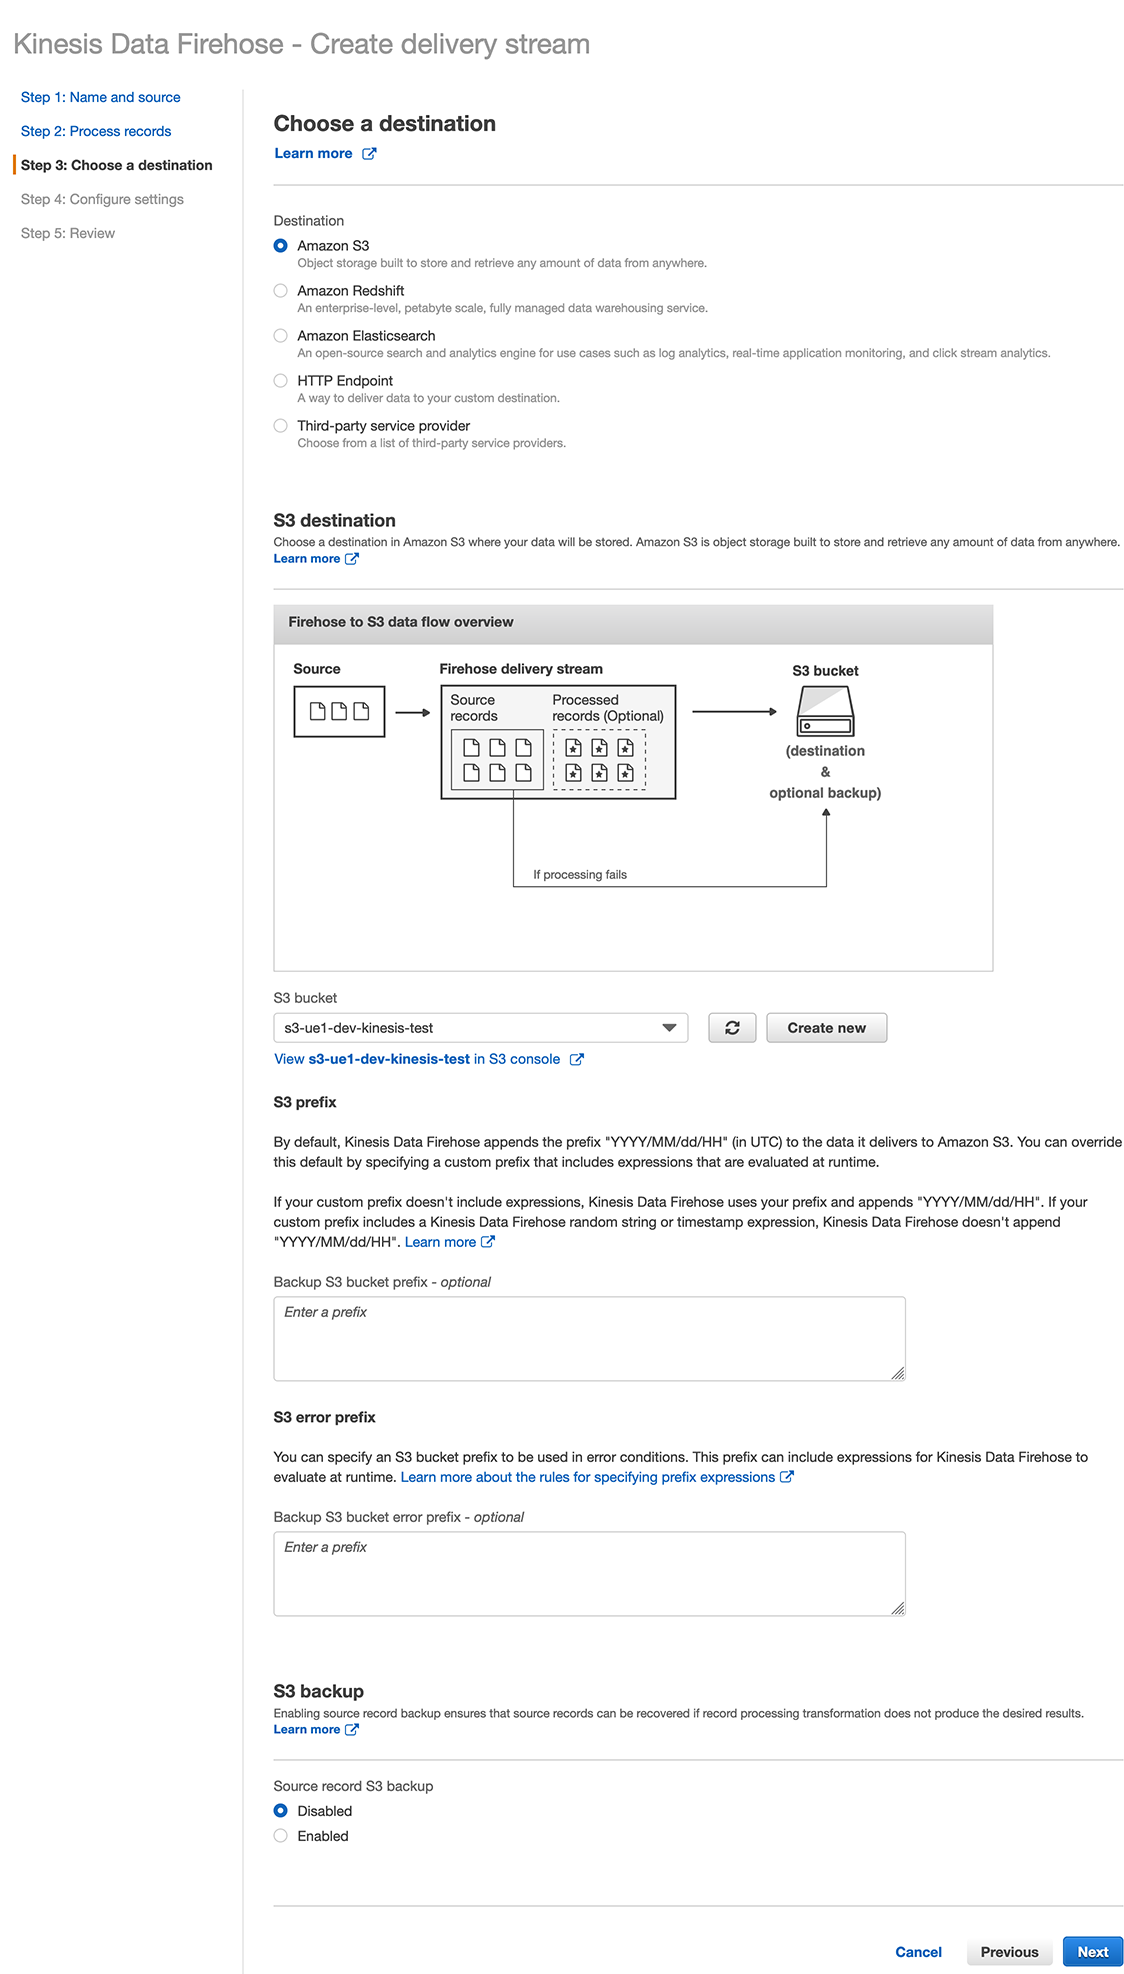 Kinesis Data Firehose - Create delivery stream
Step 1: Name and source
Step 2: Process records
Step 3: Choose a destination
Step 4: Configure settings
Step 5: Review
Choose a destination
Learn more
Destination
Amazon S3
Object storage built to store and retrieve any amount of data from anywhere.
Amazon Redshift
An enterprise-level, petabyte scale, fully managed data warehousing service.
Amazon Elasticsearch
An open-source search and analytics engine for use cases such as log analytics, real-time application monitoring, and click stream analytics.
HTTP Endpoint
A way to deliver data to your custom destination.
Third-party service provider
Choose from a list of third-party service providers.
S3 destination
Choose a destination in Amazon S3 where your data will be stored. Amazon S3 is object storage built to store and retrieve any amount of data from anywhere.
Learn more
Firehose to S3 data flow overview
Source
Firehose delivery stream
S3 bucket
Source
records
Processed
records (Optional)
(destination
&
optional backup)
If processing fails
S3 bucket
s3-ue1-dev-kinesis-test
Create new
View s3-ue1-dev-kinesis-test in S3 console
S3 prefix
By default, Kinesis Data Firehose appends the prefix "YYYY/MM/dd/HH" (in UTC) to the data it delivers to Amazon S3. You can override
this default by specifying a custom prefix that includes expressions that are evaluated at runtime.
If your custom prefix doesn't include expressions, Kinesis Data Firehose uses your prefix and appends "YYYY/MM/dd/HH". If your
custom prefix includes a Kinesis Data Firehose random string or timestamp expression, Kinesis Data Firehose doesn't append
"YYYY/MM/dd/HH". Learn more
Backup S3 bucket prefix - optional
Enter a prefix
S3 error prefix
You can specify an S3 bucket prefix to be used in error conditions. This prefix can include expressions for Kinesis Data Firehose to
evaluate at runtime. Learn more about the rules for specifying prefix expressions
Backup S3 bucket error prefix - optional
Enter a prefix
S3 backup
Enabling source record backup ensures that source records can be recovered if record processing transformation does not produce the desired results.
Learn more
Source record S3 backup
Disabled
Enabled
Cancel
Previous
Next